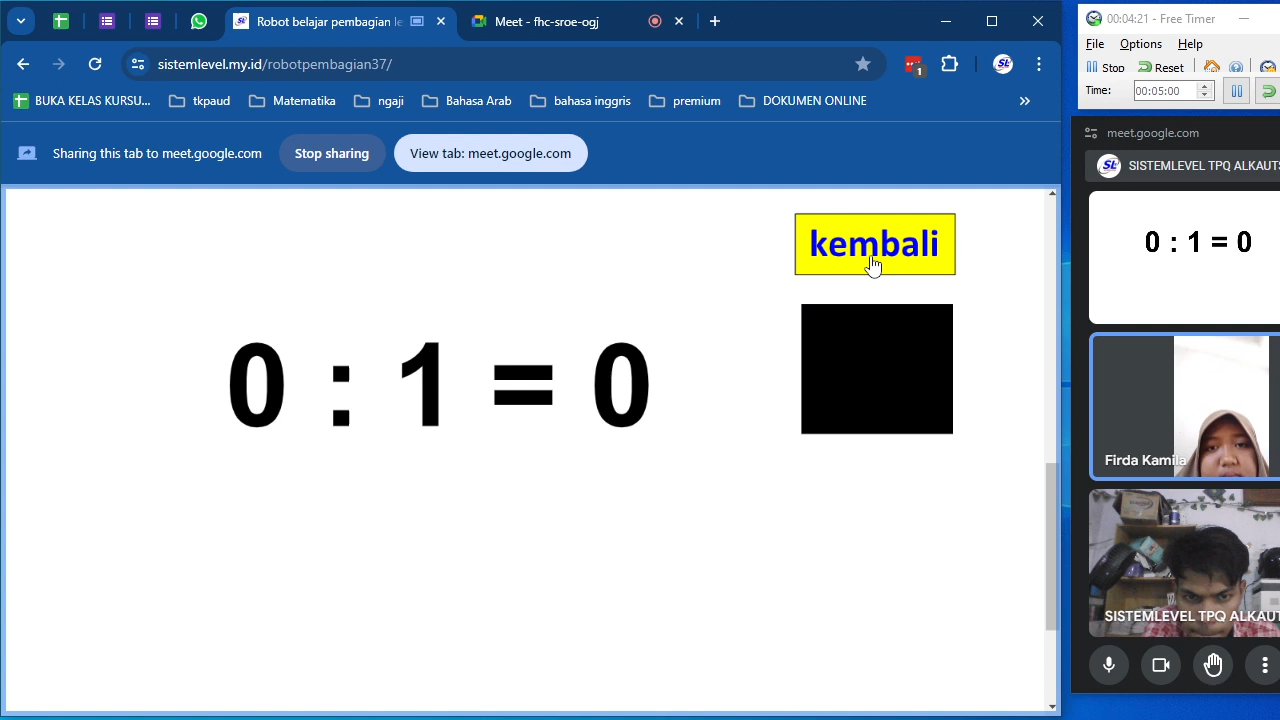 Robot belajar pembagian le
Meet - fhc-sroe-ogj
sistemlevel.my.id/robotpembagian37/
1
SL
BUKA KELAS KURSU...
tkpaud
Matematika
ngaji
Bahasa Arab
bahasa inggris
premium
DOKUMEN ONLINE
Sharing this tab to meet.google.com
Stop sharing
View tab: meet.google.com
kembali
0 : 1 = 0
00:04:21 - Free Timer
File Options Help
Stop Reset
Time: 00:05:00
meet.google.com
SL SISTEMLEVEL TPQ ALKAUTS
0 : 1 = 0
Firda Kamila
SISTEMLEVEL TPQ ALKAUT